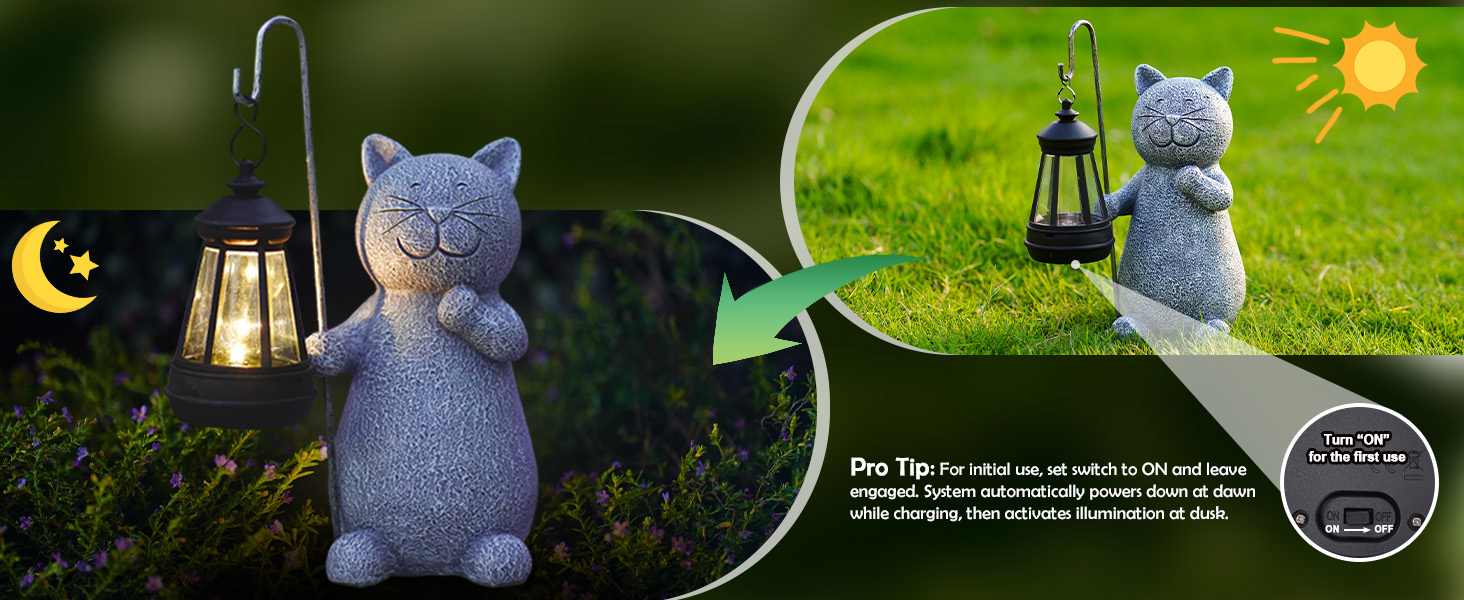 Pro Tip: For initial use, set switch to ON and leave
engaged. System automatically powers down at dawn
while charging, then activates illumination at dusk.
Turn “ON”
for the first use
ON OFF
ON OFF